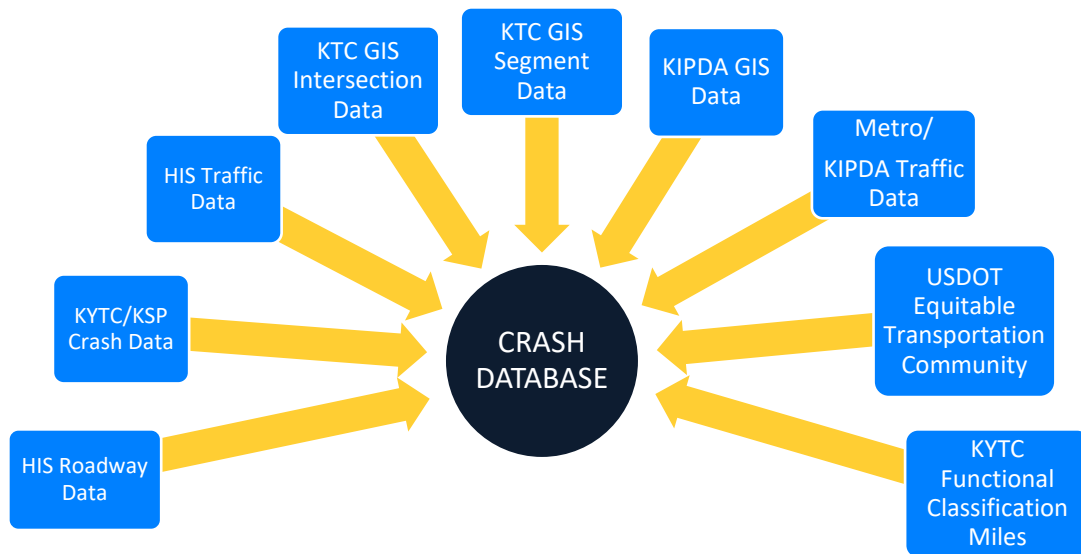 KTC GIS
Intersection
Data
KTC GIS
Segment
Data
KIPDA GIS
Data
Metro/
KIPDA Traffic
Data
HIS Traffic
Data
USDOT
Equitable
Transportation
Community
KYTC/KSP
Crash Data
CRASH
DATABASE
HIS Roadway
Data
KYTC
Functional
Classification
Miles